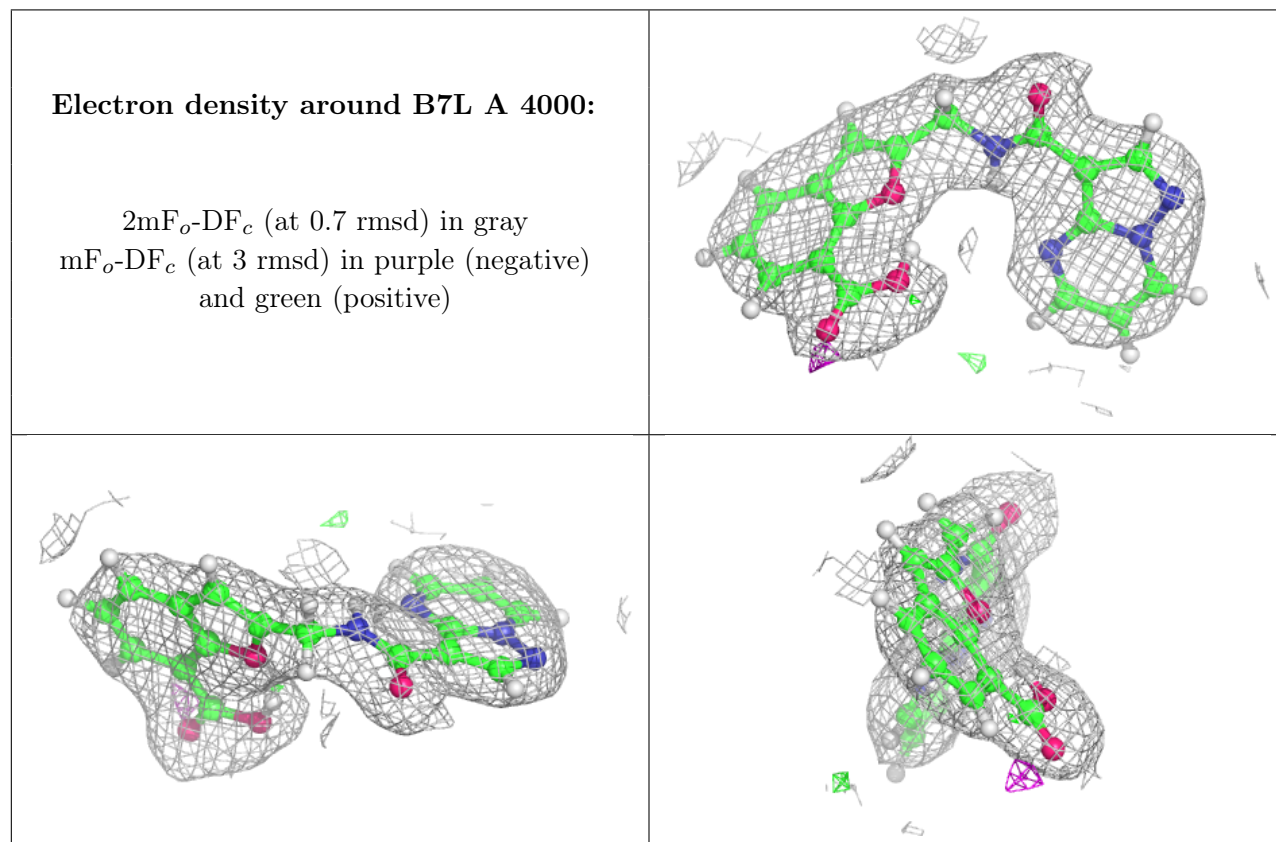 Electron density around B7L A 4000:
2mFo-DFc (at 0.7 rmsd) in gray
mFo-DFc (at 3 rmsd) in purple (negative)
and green (positive)